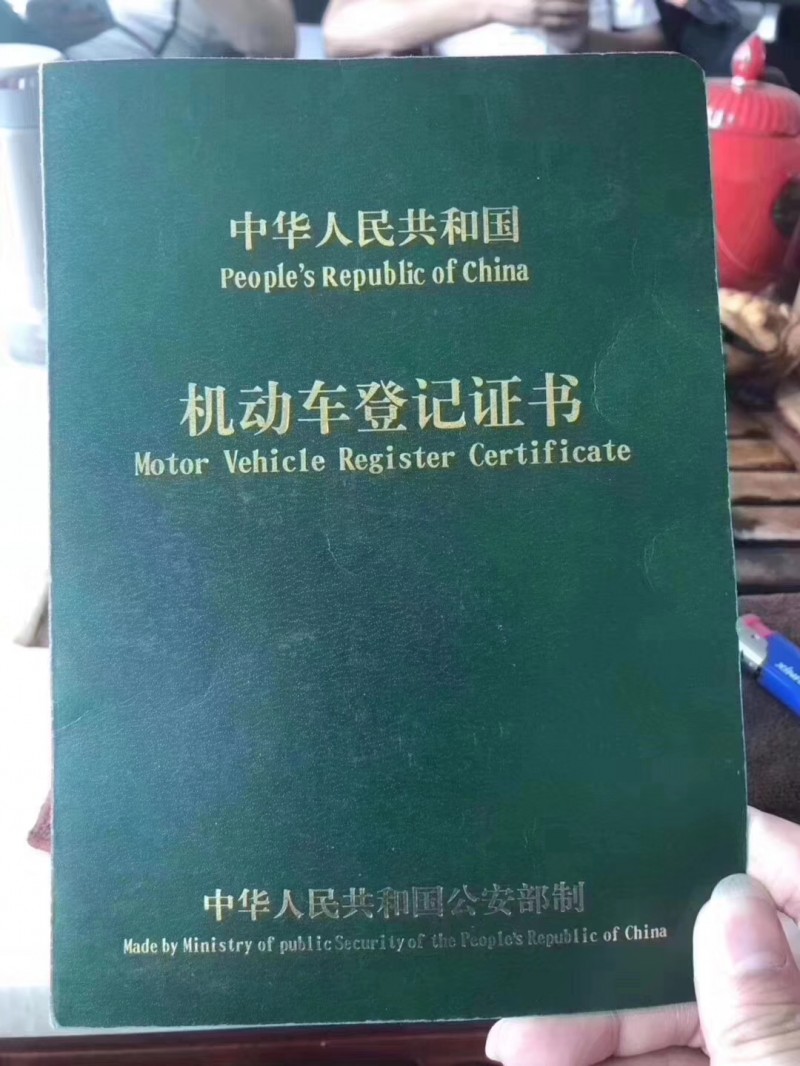 中华人民共和国
People's Republic of China
机动车登记证书
Motor Vehicle Register Certificate
中华人民共和国公安部制
Made by Ministry of public Security of the People's Republic of China